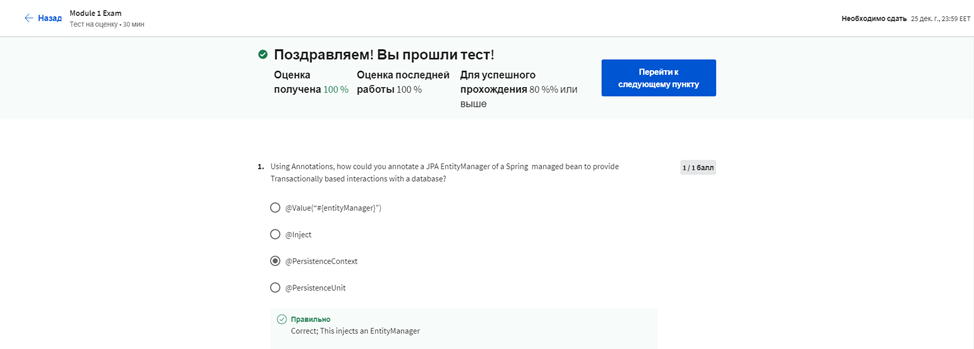 Назад
Module 1 Exam
Тест на оценку • 30 мин
Необходимо сдать 25 дек. г., 23:59 EET
Поздравляем! Вы прошли тест!
Оценка
получена 100 %
Оценка последней
работы 100 %
Для успешного
прохождения 80 %% или
выше
Перейти к
следующему пункту
1. Using Annotations, how could you annotate a JPA EntityManager of a Spring managed bean to provide
Transactionally based interactions with a database?
1 / 1 балл
@Value("#{entityManager}")
@Inject
@PersistenceContext
@PersistenceUnit
Правильно
Correct; This injects an EntityManager